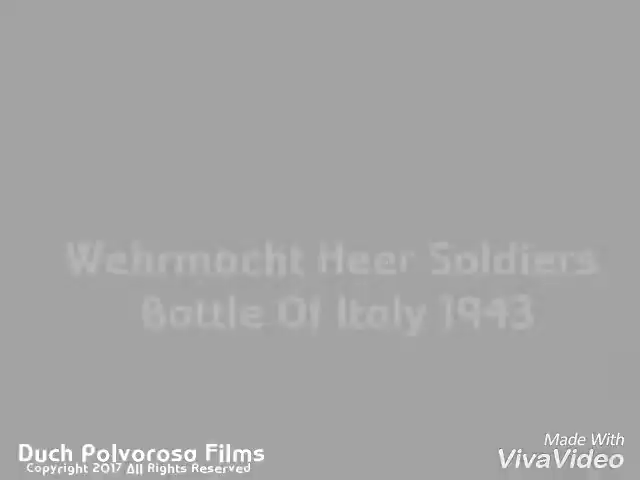 Wehrmacht Heer Soldiers
Battle Of Italy 1943
Duch Polvorosa Films
Copyright 2017 All Rights Reserved
Made With
VivaVideo